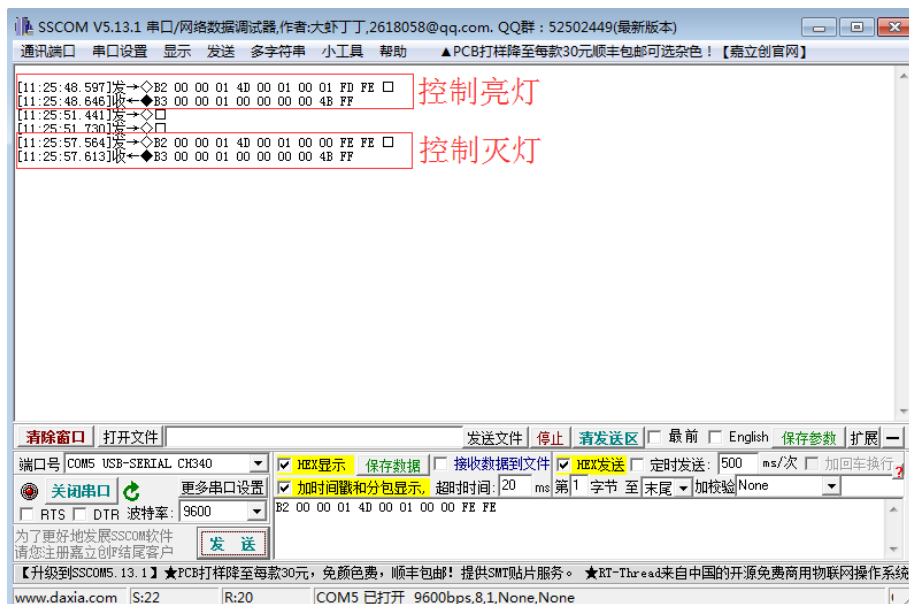 SSCOM V5.13.1 串口/网络数据调试器,作者:大虾丁丁,2618058@qq.com. QQ群：52502449(最新版本)
通讯端口 串口设置 显示 发送 多字符串 小工具 帮助 ▲PCB打样降至每款30元顺丰包邮可选杂色！【嘉立创官网】
[11:25:48.597]发→◇B2 00 00 01 4D 00 01 00 01 FD FE □
[11:25:48.646]收←◆B3 00 00 01 00 00 00 00 4B FF
控制亮灯
[11:25:51.441]发→◇□
[11:25:51.730]发→◇□
[11:25:57.564]发→◇B2 00 00 01 4D 00 01 00 00 FE FE □
[11:25:57.613]收←◆B3 00 00 01 00 00 00 00 4B FF
控制灭灯
清除窗口 打开文件 发送文件 停止 清发送区 最前 English 保存参数 扩展 —
端口号 COM5 USB-SERIAL CH340 HEX显示 保存数据 接收数据到文件 HEX发送 定时发送: 500 ms/次 加回车换行
关闭串口 更多串口设置 加时间戳和分包显示, 超时时间: 20 ms 第1 字节 至 末尾 加校验 None
RTS DTR 波特率: 9600
B2 00 00 01 4D 00 01 00 00 FE FE
为了更好地发展SSCOM软件
请您注册嘉立创F结尾客户
发 送
【升级到SSCOM5.13.1】★PCB打样降至每款30元，免颜色费，顺丰包邮！提供SMT贴片服务。 ★RT-Thread来自中国的开源免费商用物联网操作系统
www.daxia.com S:22 R:20 COM5 已打开 9600bps,8,1,None,None